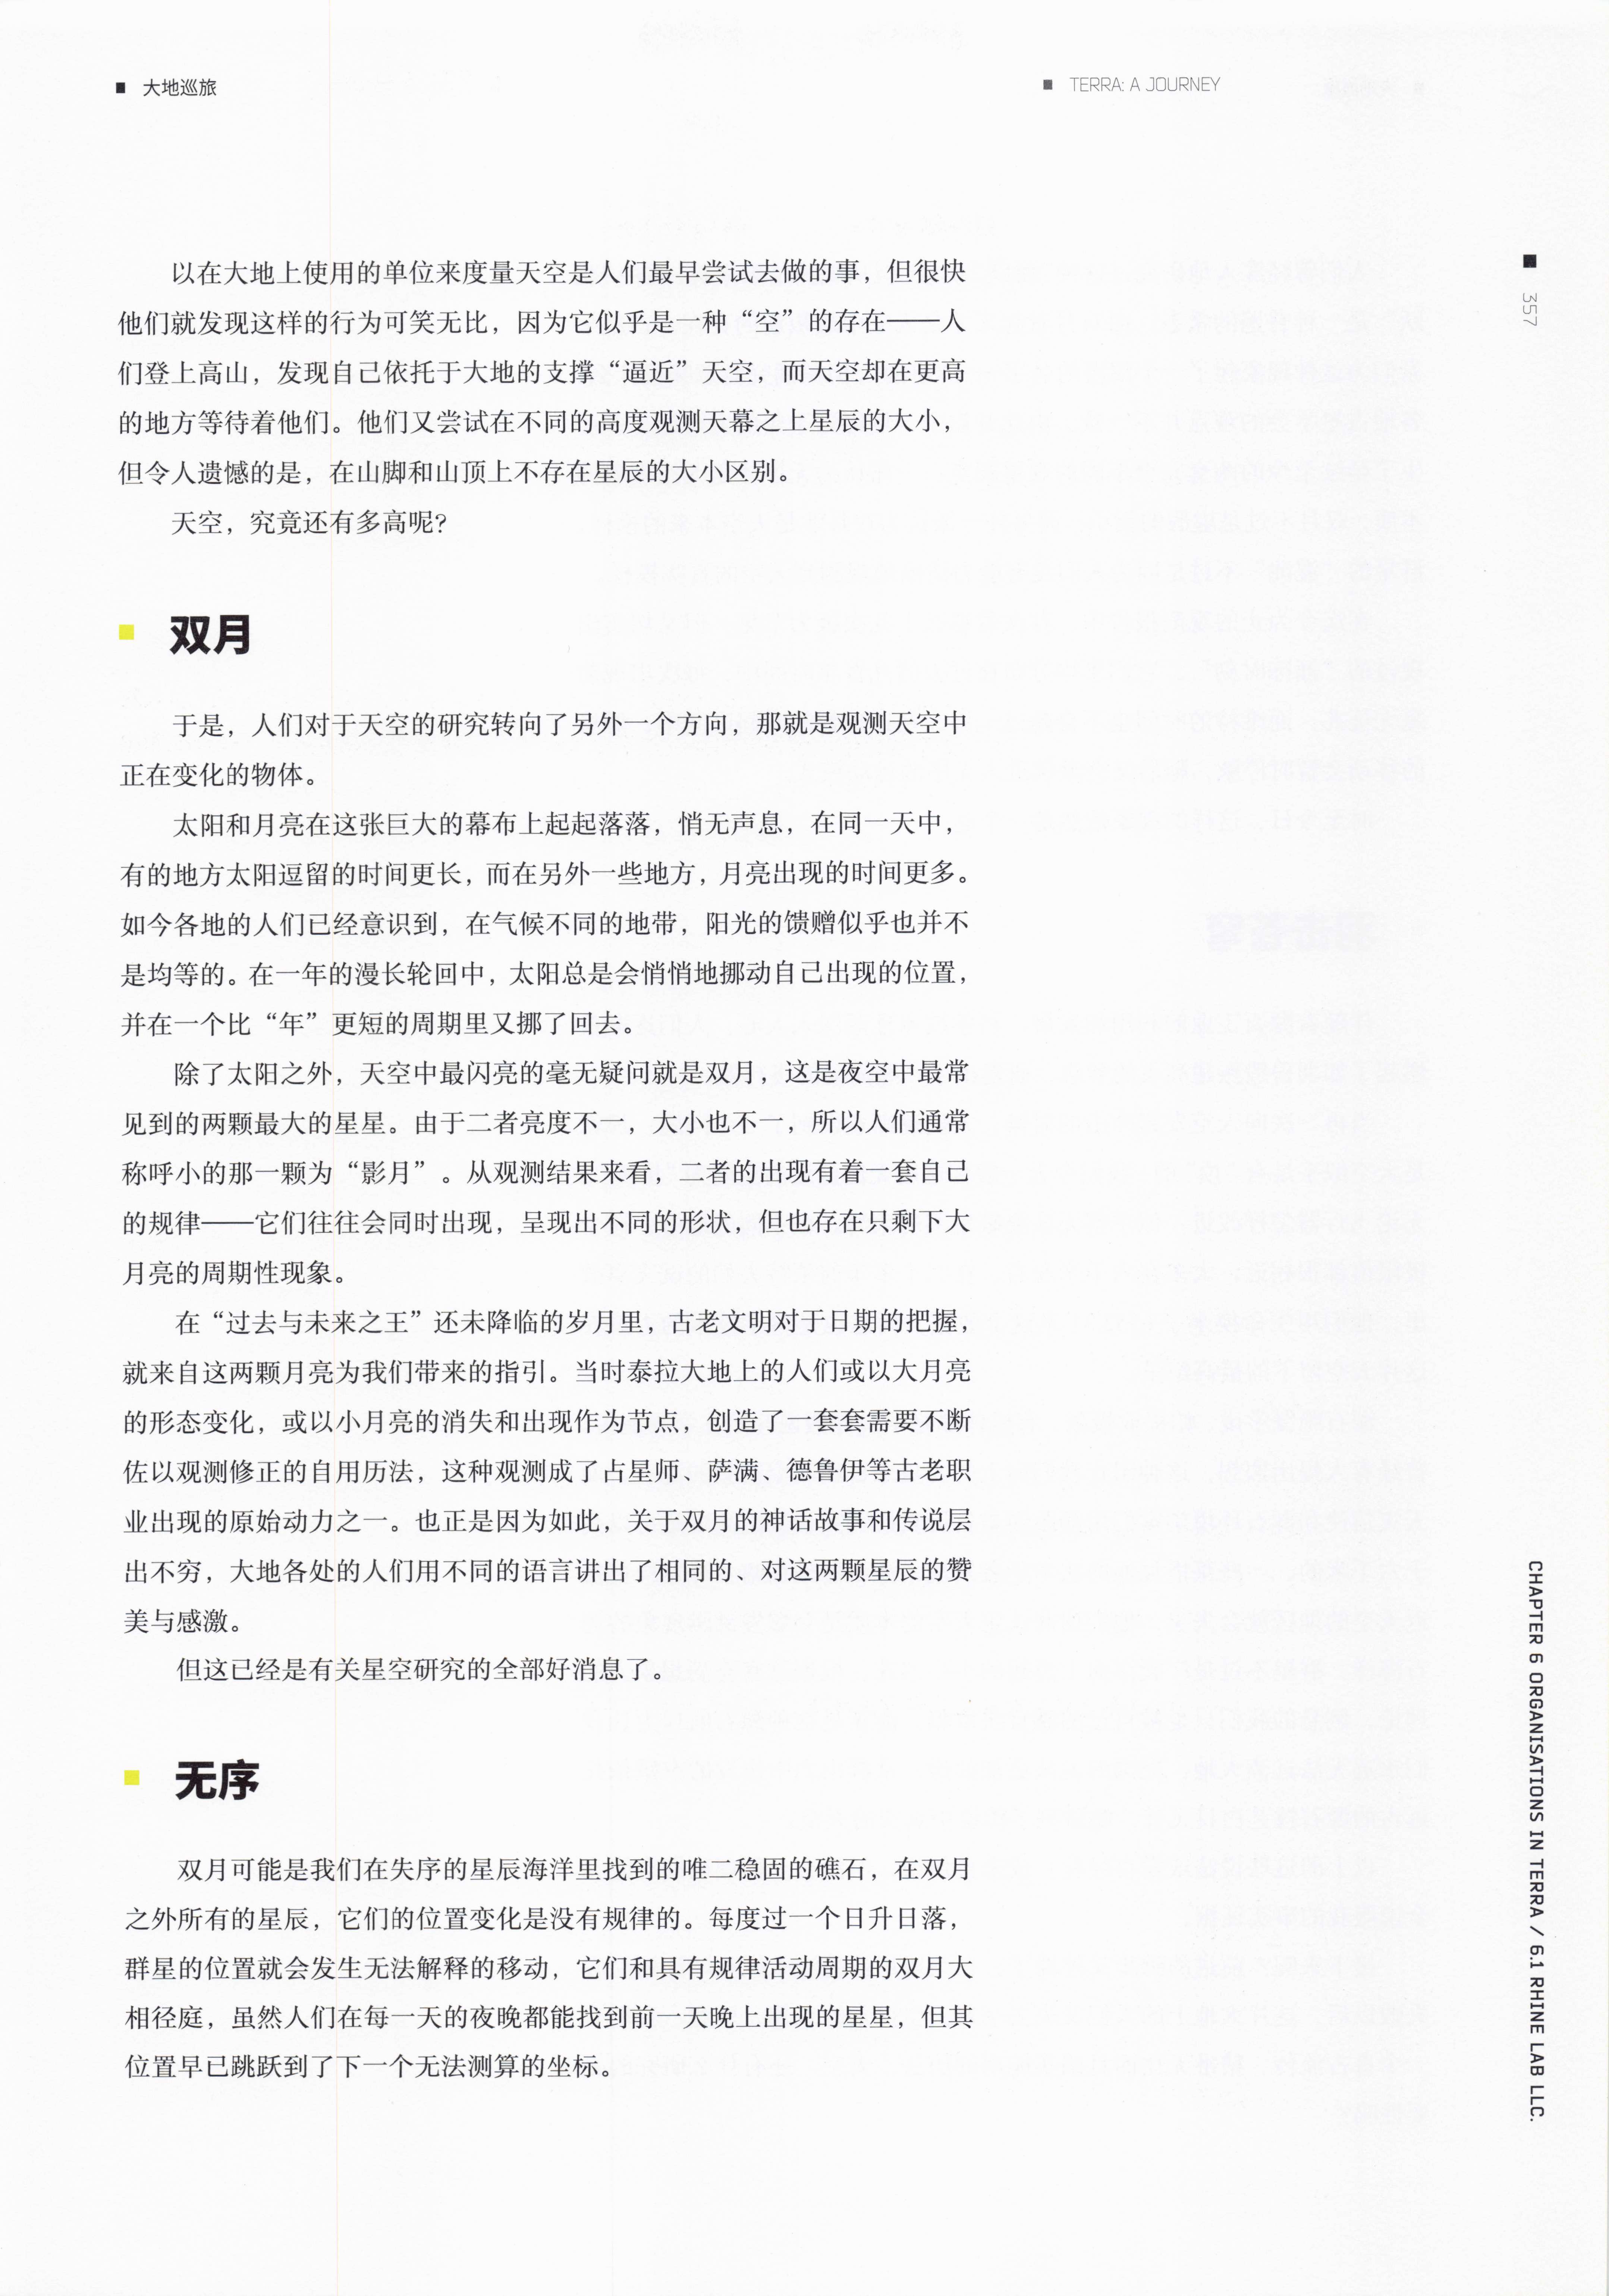 大地巡旅
TERRA: A JOURNEY
357
以在大地上使用的单位来度量天空是人们最早尝试去做的事，但很快
他们就发现这样的行为可笑无比，因为它似乎是一种“空”的存在——人
们登上高山，发现自己依托于大地的支撑“逼近”天空，而天空却在更高
的地方等待着他们。他们又尝试在不同的高度观测天幕之上星辰的大小，
但令人遗憾的是，在山脚和山顶上不存在星辰的大小区别。
天空，究竟还有多高呢？
双月
于是，人们对于天空的研究转向了另外一个方向，那就是观测天空中
正在变化的物体。
太阳和月亮在这张巨大的幕布上起起落落，悄无声息，在同一天中，
有的地方太阳逗留的时间更长，而在另外一些地方，月亮出现的时间更多。
如今各地的人们已经意识到，在气候不同的地带，阳光的馈赠似乎也并不
是均等的。在一年的漫长轮回中，太阳总是会悄悄地挪动自己出现的位置，
并在一个比“年”更短的周期里又挪了回去。
除了太阳之外，天空中最闪亮的毫无疑问就是双月，这是夜空中最常
见到的两颗最大的星星。由于二者亮度不一，大小也不一，所以人们通常
称呼小的那一颗为“影月”。从观测结果来看，二者的出现有着一套自己
的规律——它们往往会同时出现，呈现出不同的形状，但也存在只剩下大
月亮的周期性现象。
在“过去与未来之王”还未降临的岁月里，古老文明对于日期的把握，
就来自这两颗月亮为我们带来的指引。当时泰拉大地上的人们或以大月亮
的形态变化，或以小月亮的消失和出现作为节点，创造了一套套需要不断
佐以观测修正的自用历法，这种观测成了占星师、萨满、德鲁伊等古老职
业出现的原始动力之一。也正是因为如此，关于双月的神话故事和传说层
出不穷，大地各处的人们用不同的语言讲出了相同的、对这两颗星辰的赞
美与感激。
但这已经是有关星空研究的全部好消息了。
无序
双月可能是我们在失序的星辰海洋里找到的唯二稳固的礁石，在双月
之外所有的星辰，它们的位置变化是没有规律的。每度过一个日升日落，
群星的位置就会发生无法解释的移动，它们和具有规律活动周期的双月大
相径庭，虽然人们在每一天的夜晚都能找到前一天晚上出现的星星，但其
位置早已跳跃到了下一个无法测算的坐标。
CHAPTER 6 ORGANISATIONS IN TERRA / 6.1 RHINE LAB LLC.